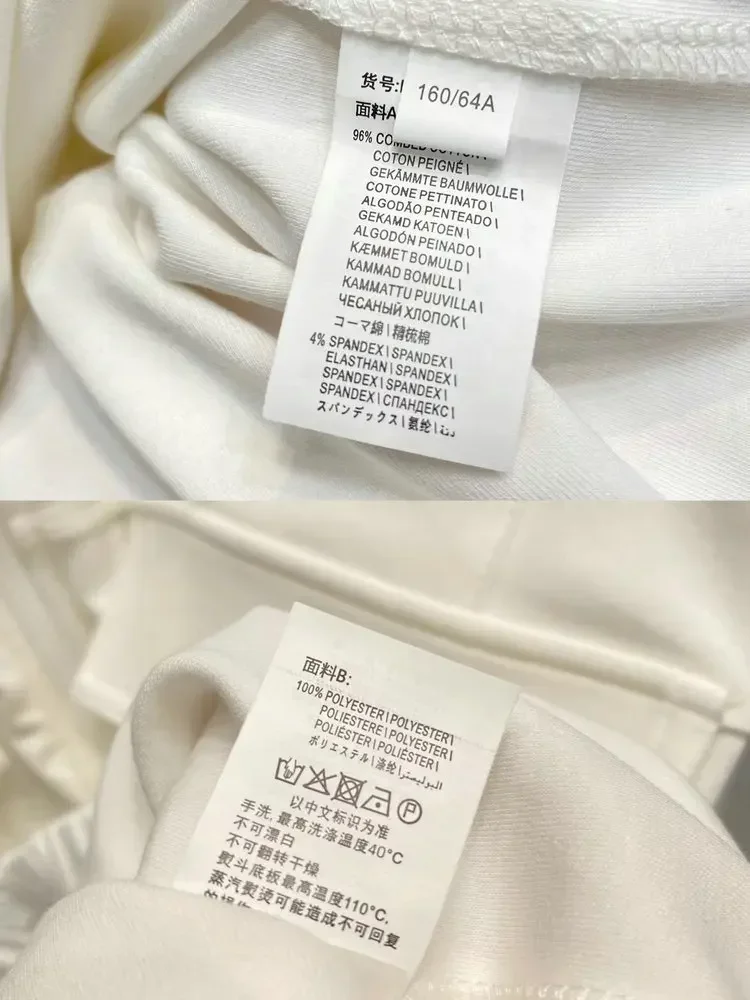 货号:
160/64A
面料A
96% COMBED COTTON\
COTON PEIGNÉ\
GEKÄMMTE BAUMWOLLE\
COTONE PETTINATO\
ALGODÃO PENTEADO\
GEKAMD KATOEN\
ALGODÓN PEINADO\
KÆMMET BOMULD\
KAMMAD BOMULL\
KAMMATTU PUUVILLA\
ЧЕСАНЫЙ ХЛОПОК\
コーマ綿\精梳棉
4% SPANDEX\SPANDEX\
ELASTHAN\SPANDEX\
SPANDEX\SPANDEX\
SPANDEX\СПАНДЕКС\
スパンデックス\氨纶\
面料B:
100% POLYESTER\POLYESTER\
POLIESTERE\POLYESTER\
POLIÉSTER\POLIÉSTER\
ポリエステル\涤纶\البوليستر
P
以中文标识为准
手洗, 最高洗涤温度40°C
不可漂白
不可翻转干燥
熨斗底板最高温度110°C,
蒸汽熨烫可能造成不可回复
的操作